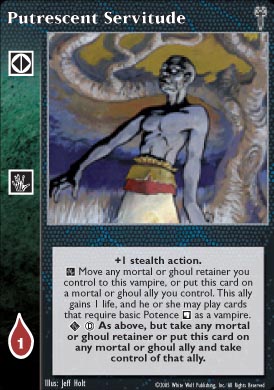 Putrescent Servitude
+1 stealth action.
Move any mortal or ghoul retainer you
control to this vampire, or put this card on
a mortal or ghoul ally you control. This ally
gains 1 life, and he or she may play cards
that require basic Potence as a vampire.
As above, but take any mortal
or ghoul retainer or put this card on
any mortal or ghoul ally and take
control of that ally.
1
Illus: Jeff Holt
©2005 White Wolf Publishing, Inc. All Rights Reserved.